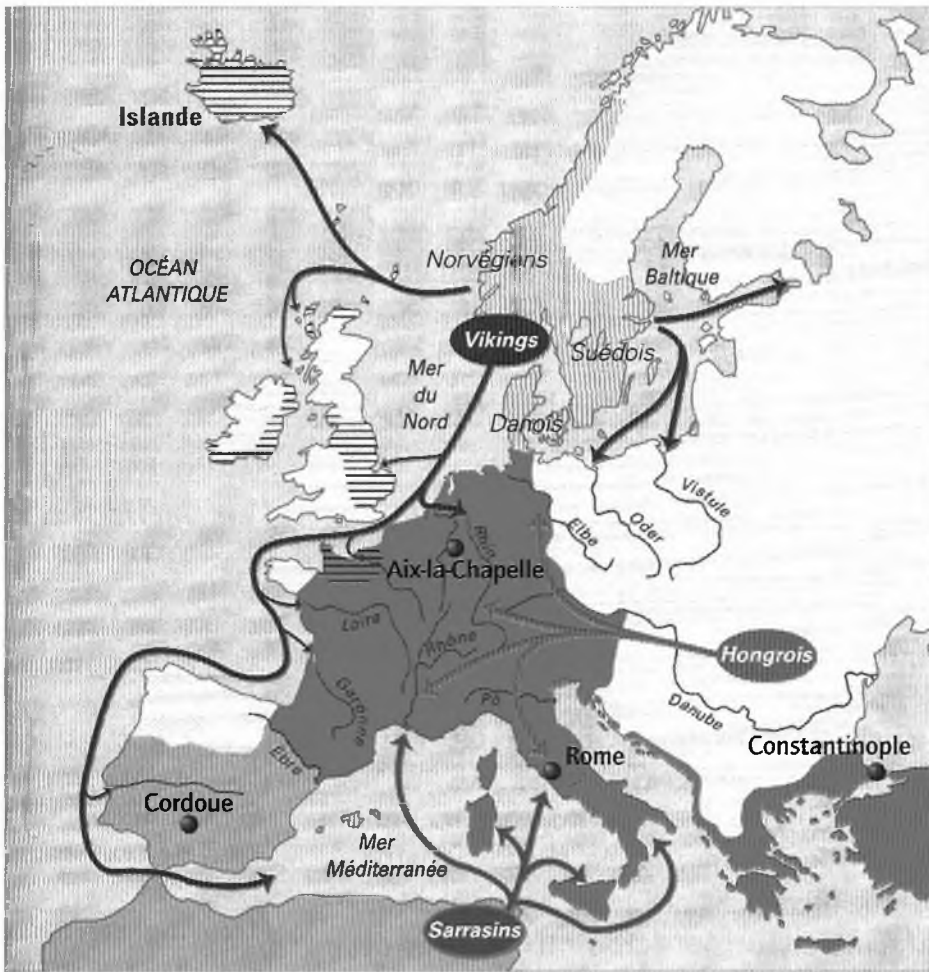 Islande
OCÉAN
ATLANTIQUE
Norvégiens
Mer
Baltique
Vikings
Suédois
Mer
du
Nord
Danois
Vistule
Oder
Elbe
Rhin
Aix-la-Chapelle
Loire
Rhône
Hongrois
Garonne
Pô
Danube
Constantinople
Rome
Ebre
Cordoue
Mer
Méditerranée
Sarrasins